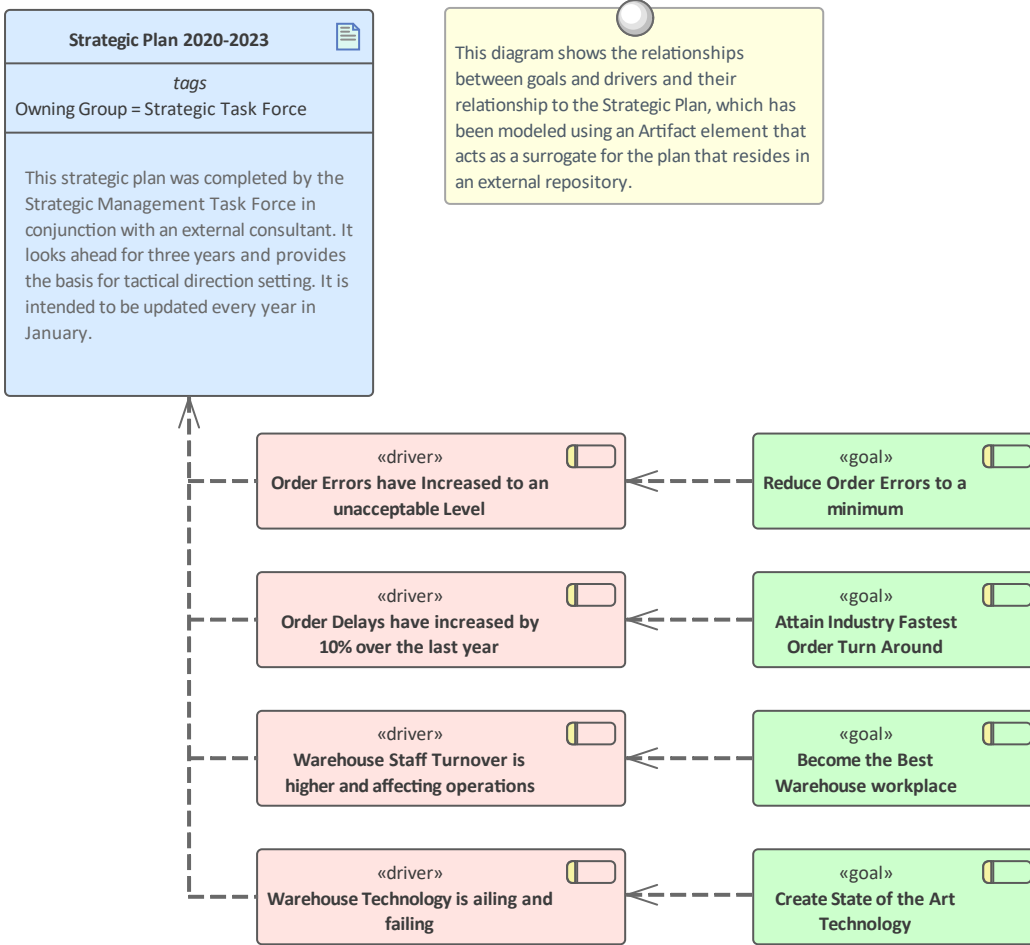 Strategic Plan 2020-2023
tags
Owning Group = Strategic Task Force
This strategic plan was completed by the
Strategic Management Task Force in
conjunction with an external consultant. It
looks ahead for three years and provides
the basis for tactical direction setting. It is
intended to be updated every year in
January.
This diagram shows the relationships
between goals and drivers and their
relationship to the Strategic Plan, which has
been modeled using an Artifact element that
acts as a surrogate for the plan that resides in
an external repository.
«driver»
Order Errors have Increased to an
unacceptable Level
«goal»
Reduce Order Errors to a
minimum
«driver»
Order Delays have increased by
10% over the last year
«goal»
Attain Industry Fastest
Order Turn Around
«driver»
Warehouse Staff Turnover is
higher and affecting operations
«goal»
Become the Best
Warehouse workplace
«driver»
Warehouse Technology is ailing and
failing
«goal»
Create State of the Art
Technology